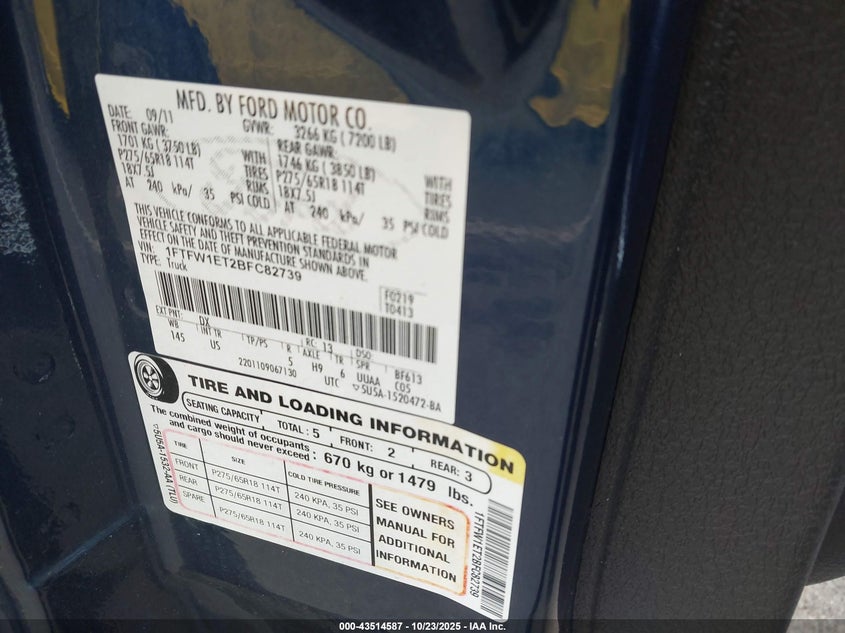 MFD. BY FORD MOTOR CO.
DATE: 09/11 GVWR: 3266 KG ( 7200 LB)
FRONT GAWR: REAR GAWR:
1701 KG ( 3750LB) WITH 1746 KG ( 3850 LB) WITH
P275/65R18 114T TIRES P275/65R18 114T TIRES
18X7.5J RIMS 18X7.5J RIMS
AT 240 kPa/ 35 PSI COLD AT 240 kPa/ 35 PSI/COLD
THIS VEHICLE CONFORMS TO ALL APPLICABLE FEDERAL MOTOR
VEHICLE SAFETY AND THEFT PREVENTION STANDARDS IN
EFFECT ON THE DATE OF MANUFACTURE SHOWN ABOVE.
VIN: 1FTFW1ET2BFC82739
TYPE: Truck
F0219
T0413
EXT PNT: DX RC: 13 DSO:
WB INT TR TP/PS R AXLE TR SPR BF613
145 US 5 H9 6 UUAA C05
2201109067130 UTC ▽5U5A-1520472-BA
TIRE AND LOADING INFORMATION
SEATING CAPACITY TOTAL : 5 FRONT: 2 REAR: 3
The combined weight of occupants
and cargo should never exceed : 670 kg or 1479 lbs.
TIRE SIZE COLD TIRE PRESSURE
FRONT P275/65R18 114T 240 KPA, 35 PSI
REAR P275/65R18 114T 240 KPA, 35 PSI
SPARE P275/65R18 114T 240 KPA, 35 PSI
SEE OWNERS
MANUAL FOR
ADDITIONAL
INFORMATION
▽5U5A-1532-AA (TL0)
1FTFW1ET2BFC82739
000-43514587 - 10/23/2025 - IAA Inc.